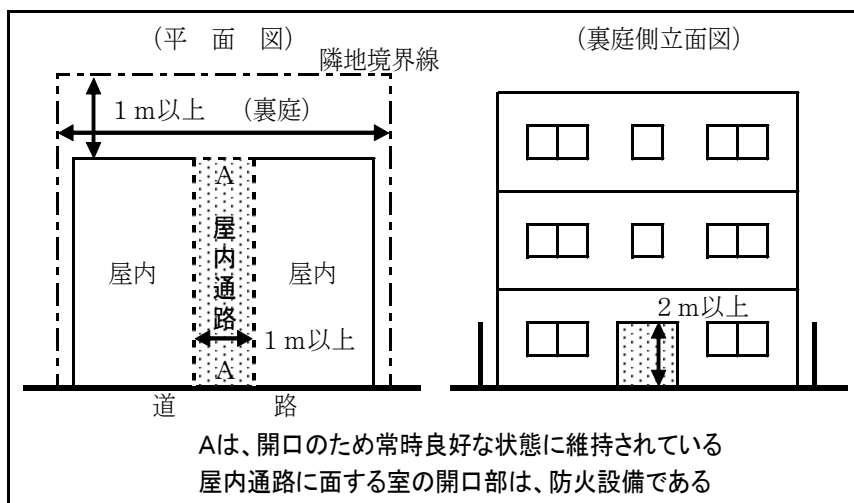 (平 面 図)
隣地境界線
1m以上 (裏庭)
A
屋内
屋内通路
屋内
1m以上
A
道 路
(裏庭側立面図)
2m以上
Aは、開口のため常時良好な状態に維持されている
屋内通路に面する室の開口部は、防火設備である